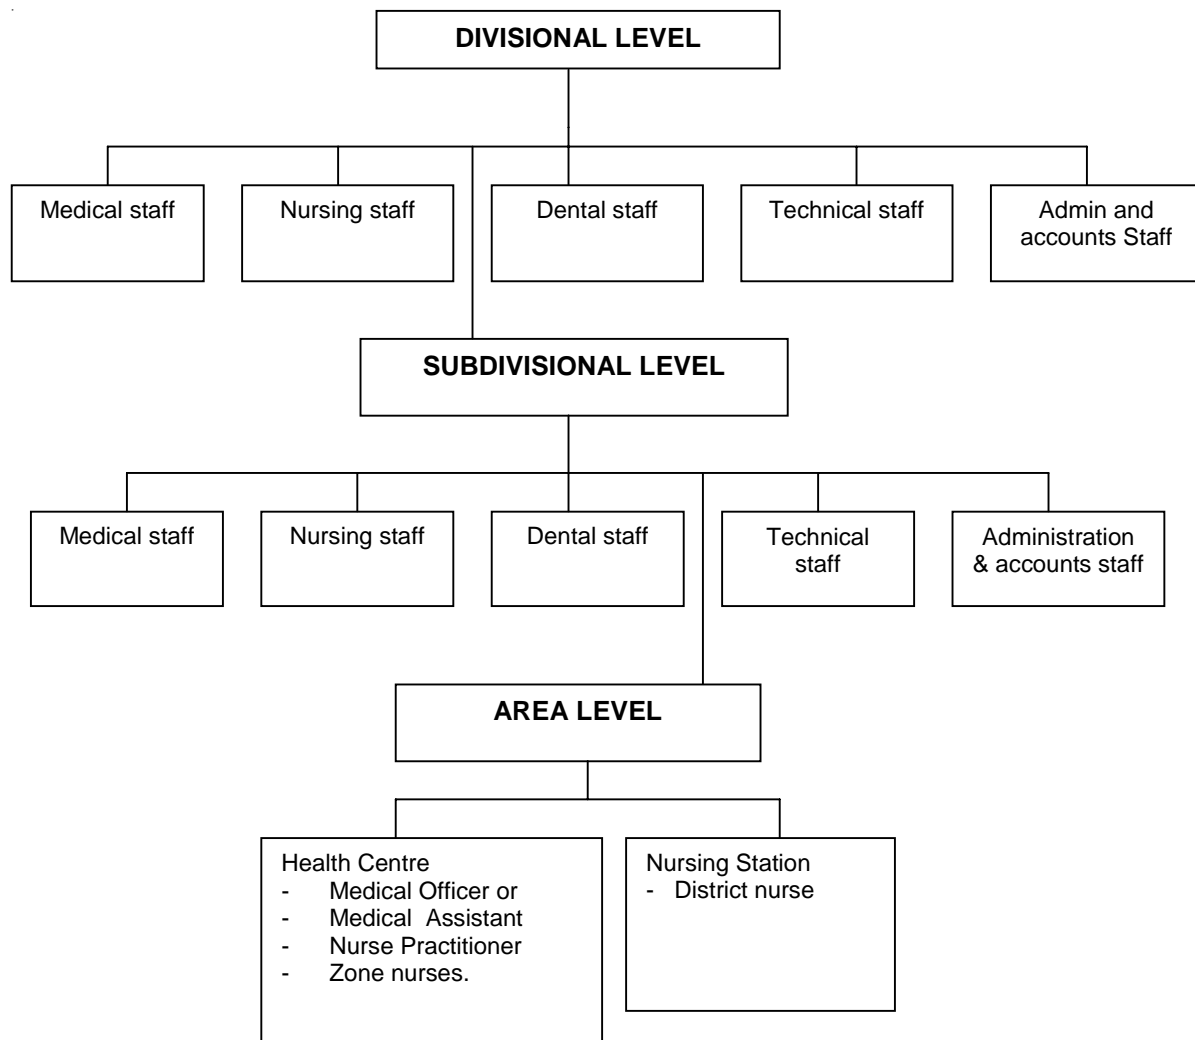 DIVISIONAL LEVEL
Medical staff
Nursing staff
Dental staff
Technical staff
Admin and
accounts Staff
SUBDIVISIONAL LEVEL
Medical staff
Nursing staff
Dental staff
Technical
staff
Administration
& accounts staff
AREA LEVEL
Health Centre
- Medical Officer or
- Medical Assistant
- Nurse Practitioner
- Zone nurses.
Nursing Station
- District nurse